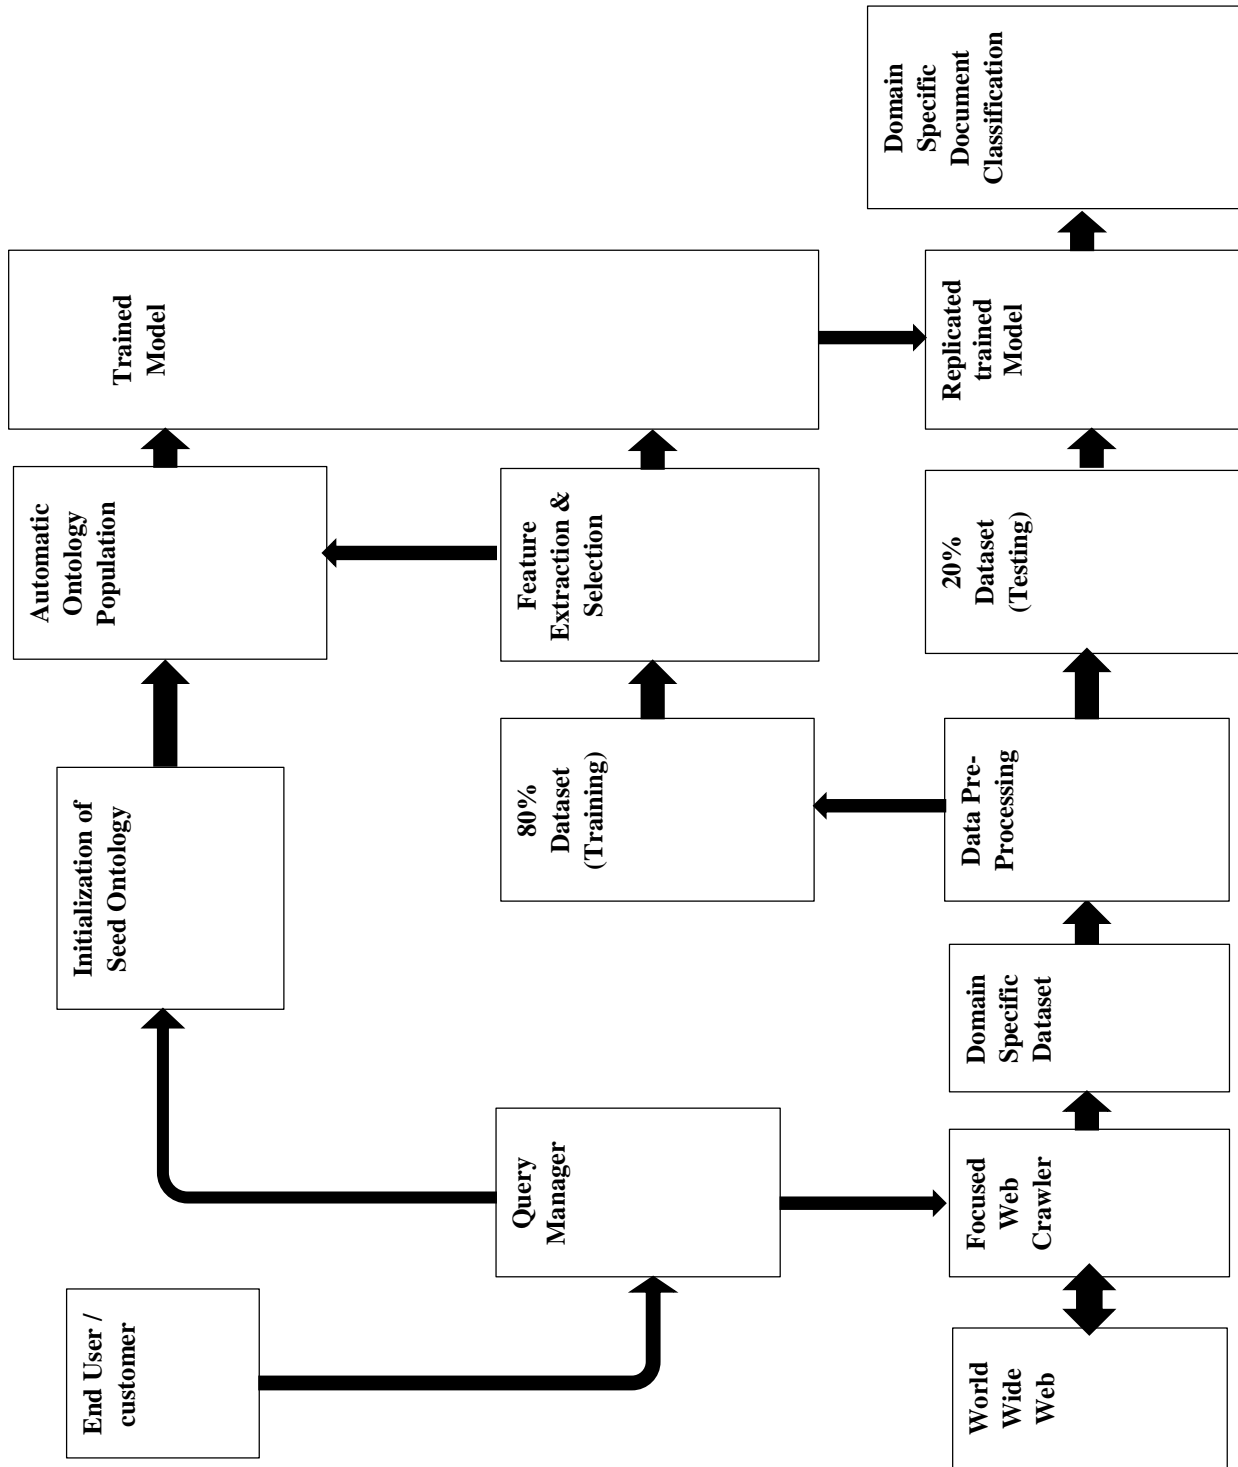 End User /
customer
Query
Manager
World
Wide
Web
Focused
Web
Crawler
Domain
Specific
Dataset
Data Pre-
Processing
Initialization of
Seed Ontology
80%
Dataset
(Training)
20%
Dataset
(Testing)
Automatic
Ontology
Population
Feature
Extraction &
Selection
Trained
Model
Replicated
trained
Model
Domain
Specific
Document
Classification